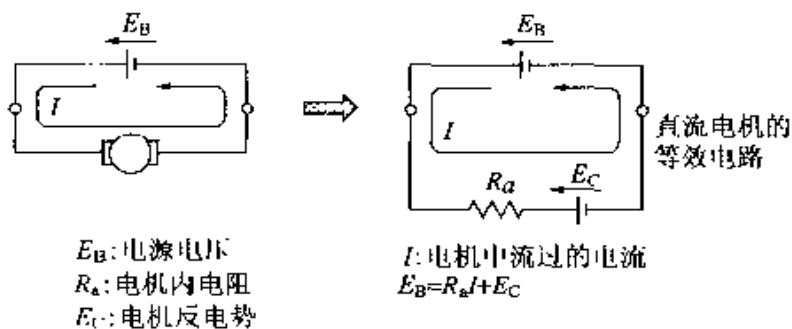 E_B
I
E_B
I
直流电机的
等效电路
R_a
E_C
E_B:电源电压
R_a:电机内电阻
E_C:电机反电势
I:电机中流过的电流
E_B=R_aI+E_C